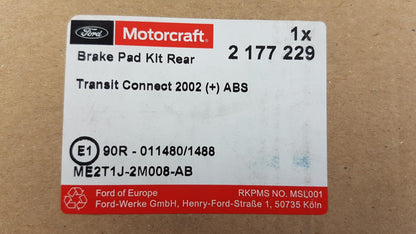 Ford
Motorcraft
1x
Brake Pad Kit Rear
2 177 229
Transit Connect 2002 (+) ABS
E1 90R - 011480/1488
ME2T1J-2M008-AB
Ford of Europe
RKPMS NO. MSL001
Ford-Werke GmbH, Henry-Ford-Straße 1, 50735 Köln